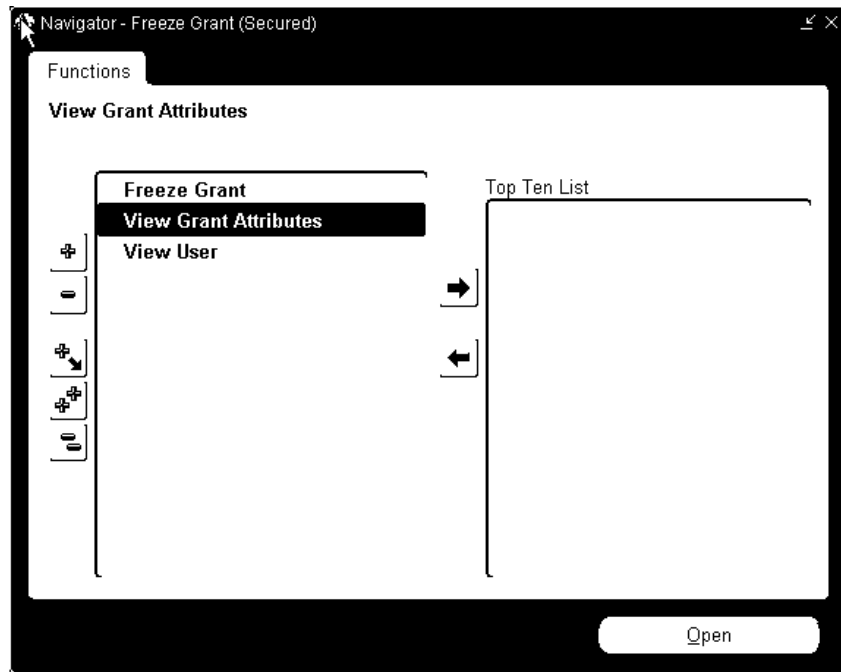 Navigator - Freeze Grant (Secured)
Functions
View Grant Attributes
Freeze Grant
View Grant Attributes
View User
Top Ten List
Open